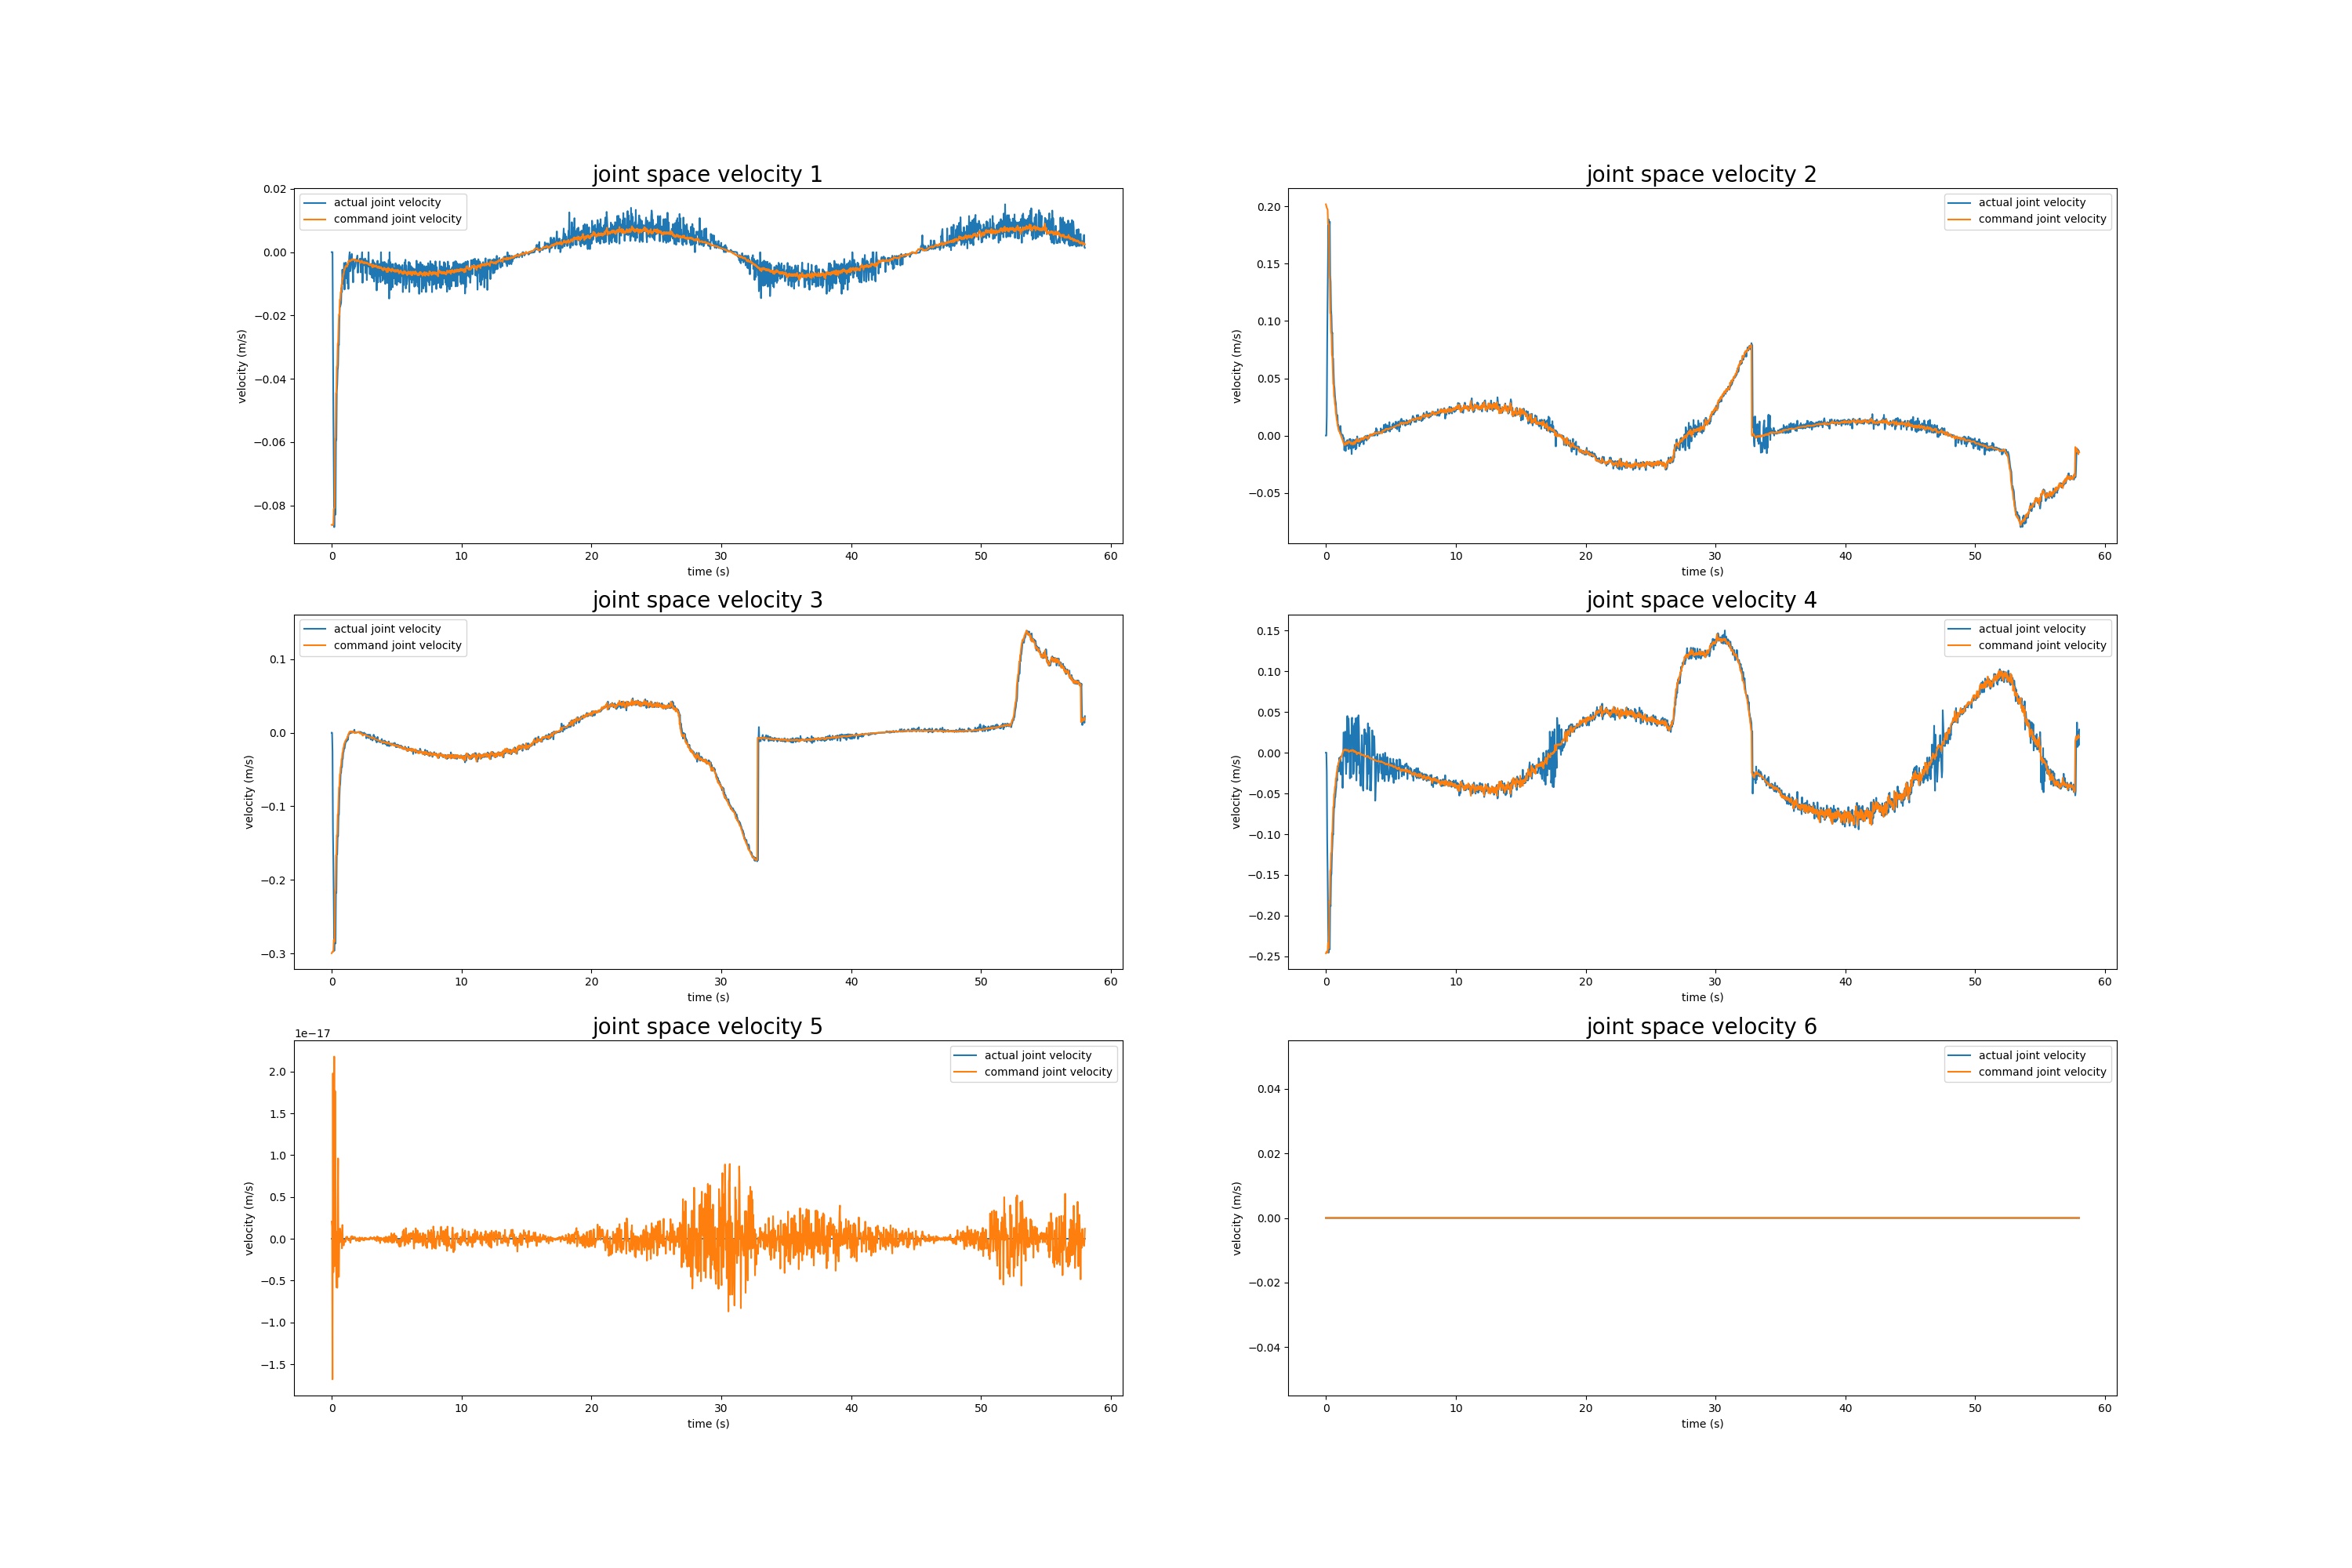 joint space velocity 1
0.02
0.00
−0.02
−0.04
−0.06
−0.08
velocity (m/s)
actual joint velocity
command joint velocity
0 10 20 30 40 50 60
time (s)
joint space velocity 2
0.20
0.15
0.10
0.05
0.00
−0.05
velocity (m/s)
actual joint velocity
command joint velocity
0 10 20 30 40 50 60
time (s)
joint space velocity 3
0.1
0.0
−0.1
−0.2
−0.3
velocity (m/s)
actual joint velocity
command joint velocity
0 10 20 30 40 50 60
time (s)
joint space velocity 4
0.15
0.10
0.05
0.00
−0.05
−0.10
−0.15
−0.20
−0.25
velocity (m/s)
actual joint velocity
command joint velocity
0 10 20 30 40 50 60
time (s)
joint space velocity 5
1e−17
2.0
1.5
1.0
0.5
0.0
−0.5
−1.0
−1.5
velocity (m/s)
actual joint velocity
command joint velocity
0 10 20 30 40 50 60
time (s)
joint space velocity 6
0.04
0.02
0.00
−0.02
−0.04
velocity (m/s)
actual joint velocity
command joint velocity
0 10 20 30 40 50 60
time (s)